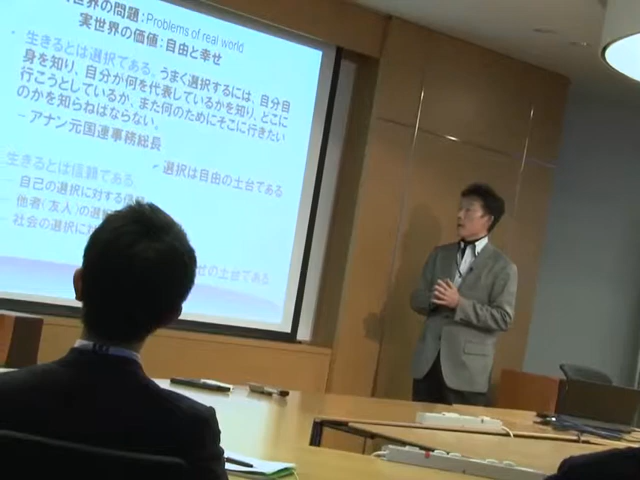 世界の問題：Problems of real world
実世界の価値：自由と幸せ
・生きるとは選択である。うまく選択するには、自分自
身を知り、自分が何を代表しているかを知り、どこに
行こうとしているか、また何のためにそこに行きたい
のかを知らねばならない。
－アナン元国連事務総長
生きるとは信頼である
選択は自由の土台である
－自己の選択に対する信
－他者(友人)の選
－社会の選択に対
せの土台である